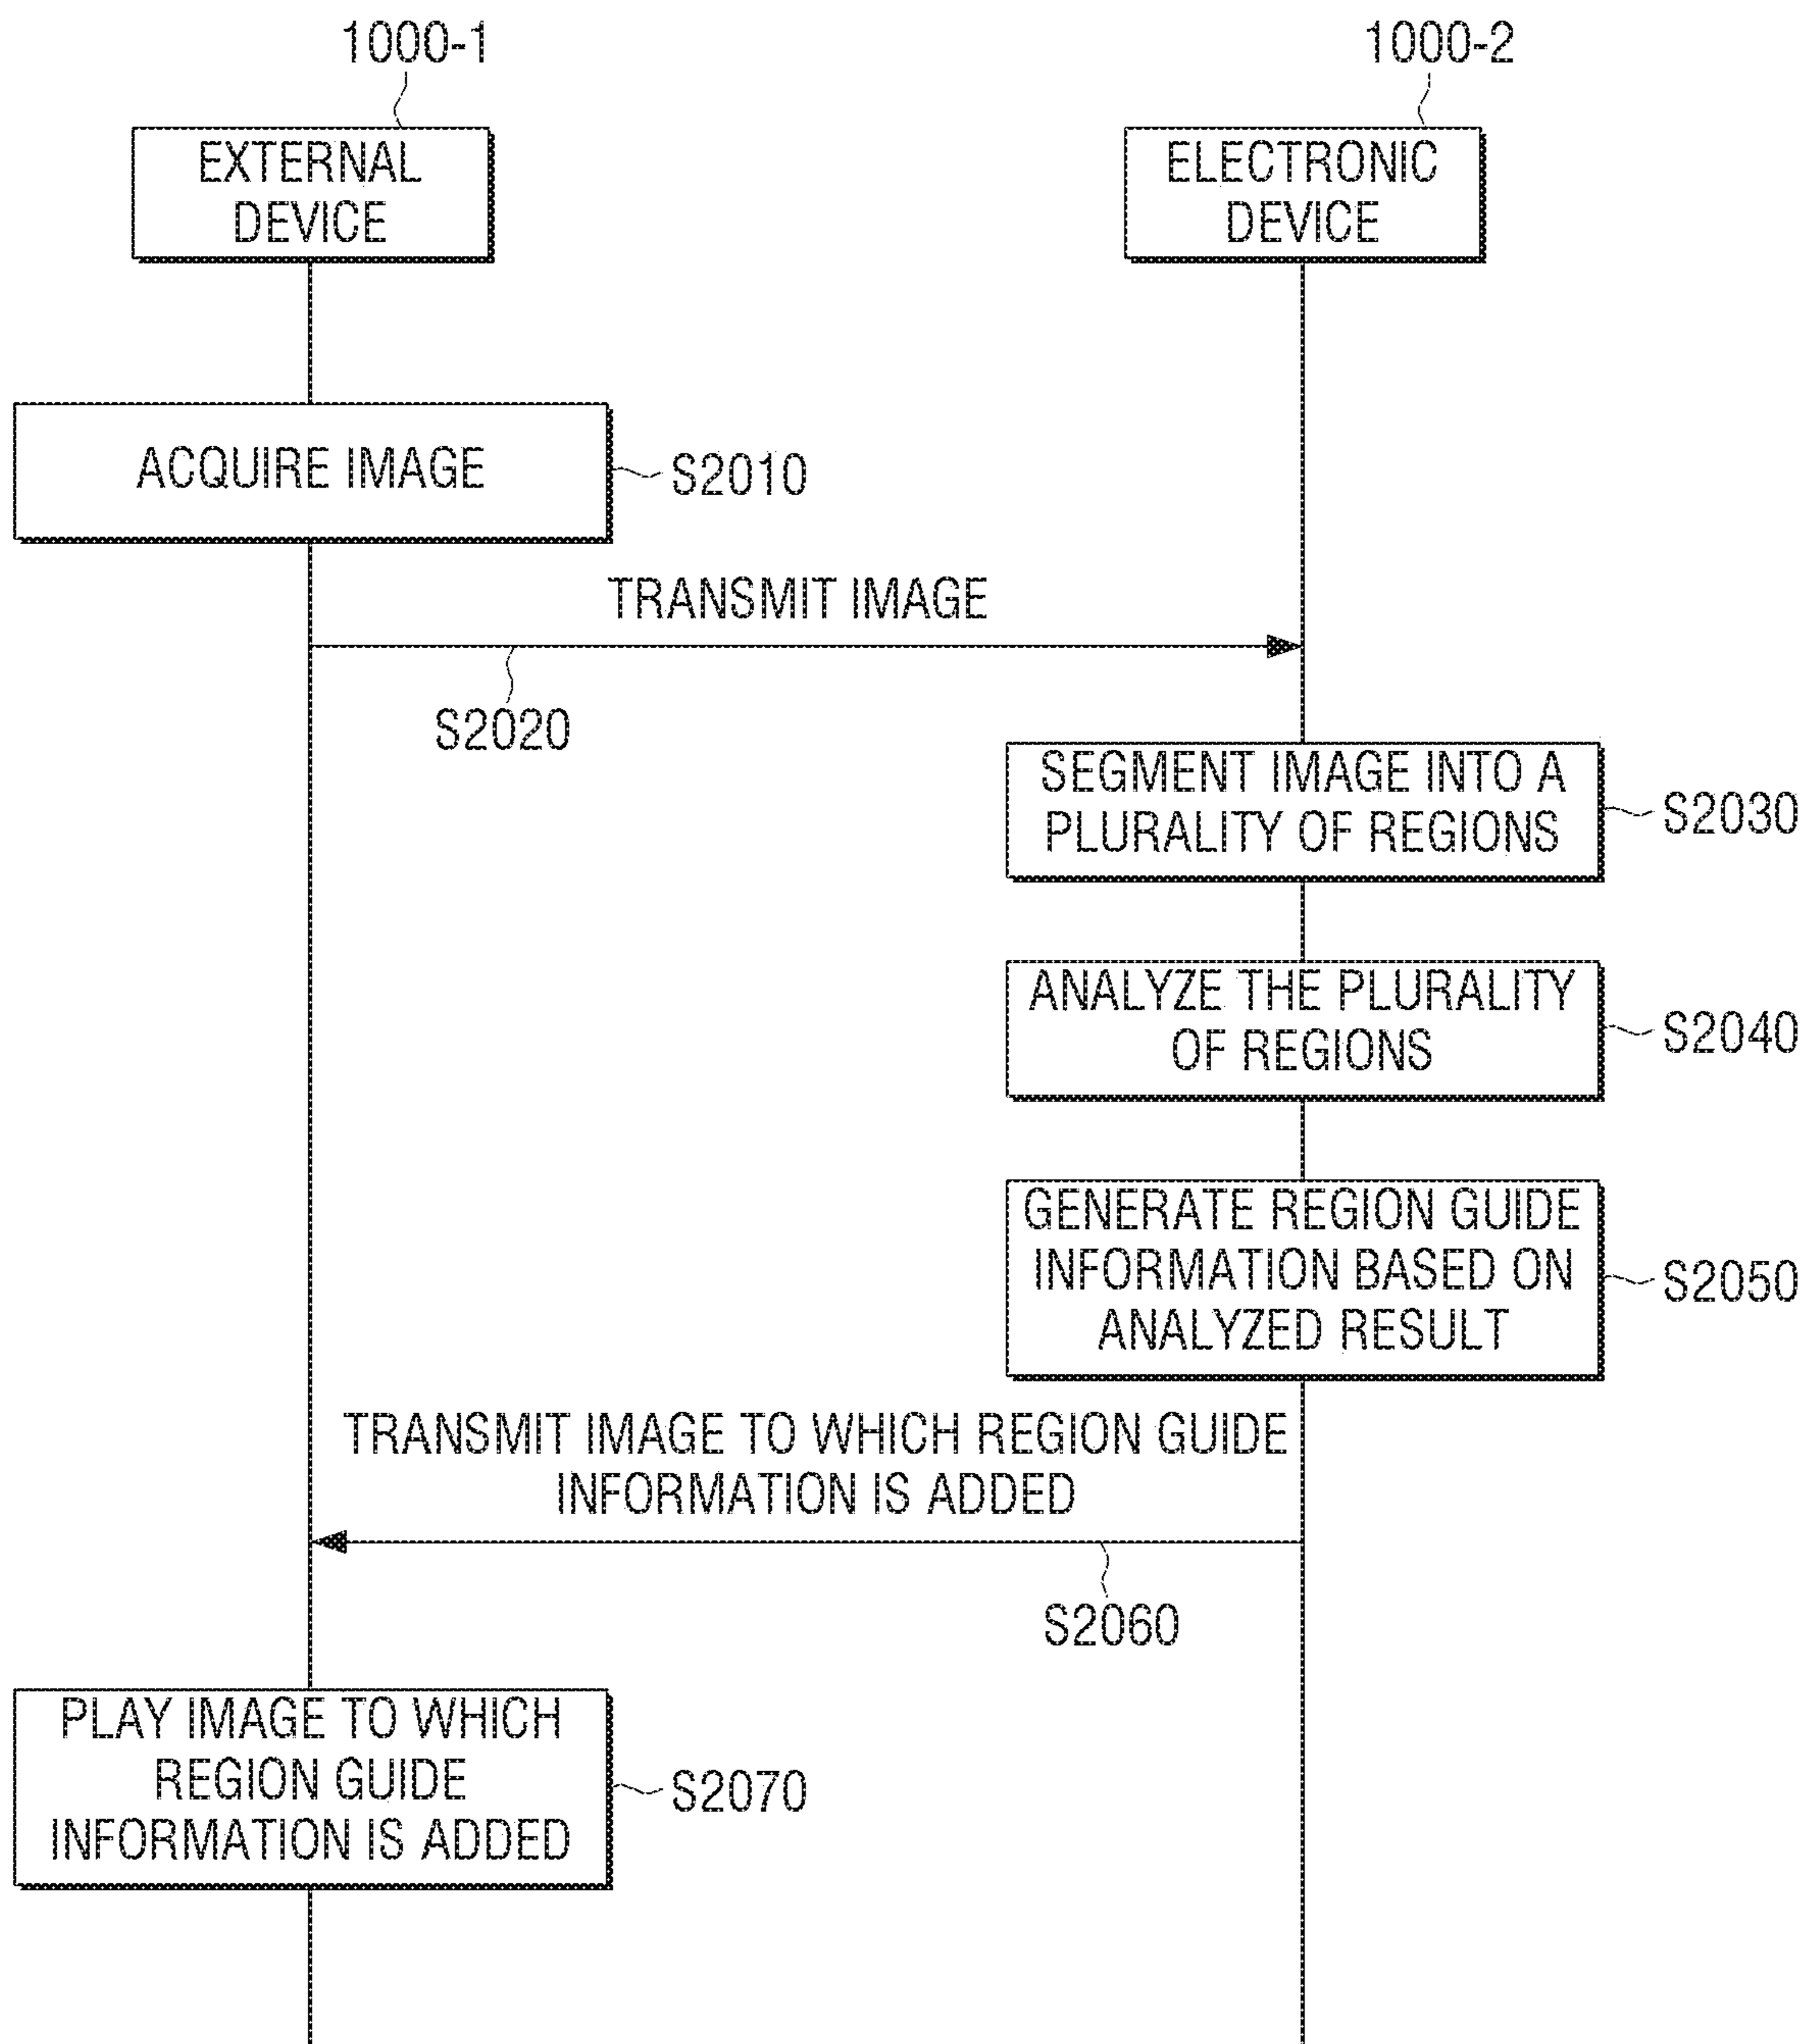 1000-1
1000-2
EXTERNAL
DEVICE
ELECTRONIC
DEVICE
ACQUIRE IMAGE
S2010
TRANSMIT IMAGE
S2020
SEGMENT IMAGE INTO A
PLURALITY OF REGIONS
S2030
ANALYZE THE PLURALITY
OF REGIONS
S2040
GENERATE REGION GUIDE
INFORMATION BASED ON
ANALYZED RESULT
S2050
TRANSMIT IMAGE TO WHICH REGION GUIDE
INFORMATION IS ADDED
S2060
PLAY IMAGE TO WHICH
REGION GUIDE
INFORMATION IS ADDED
S2070